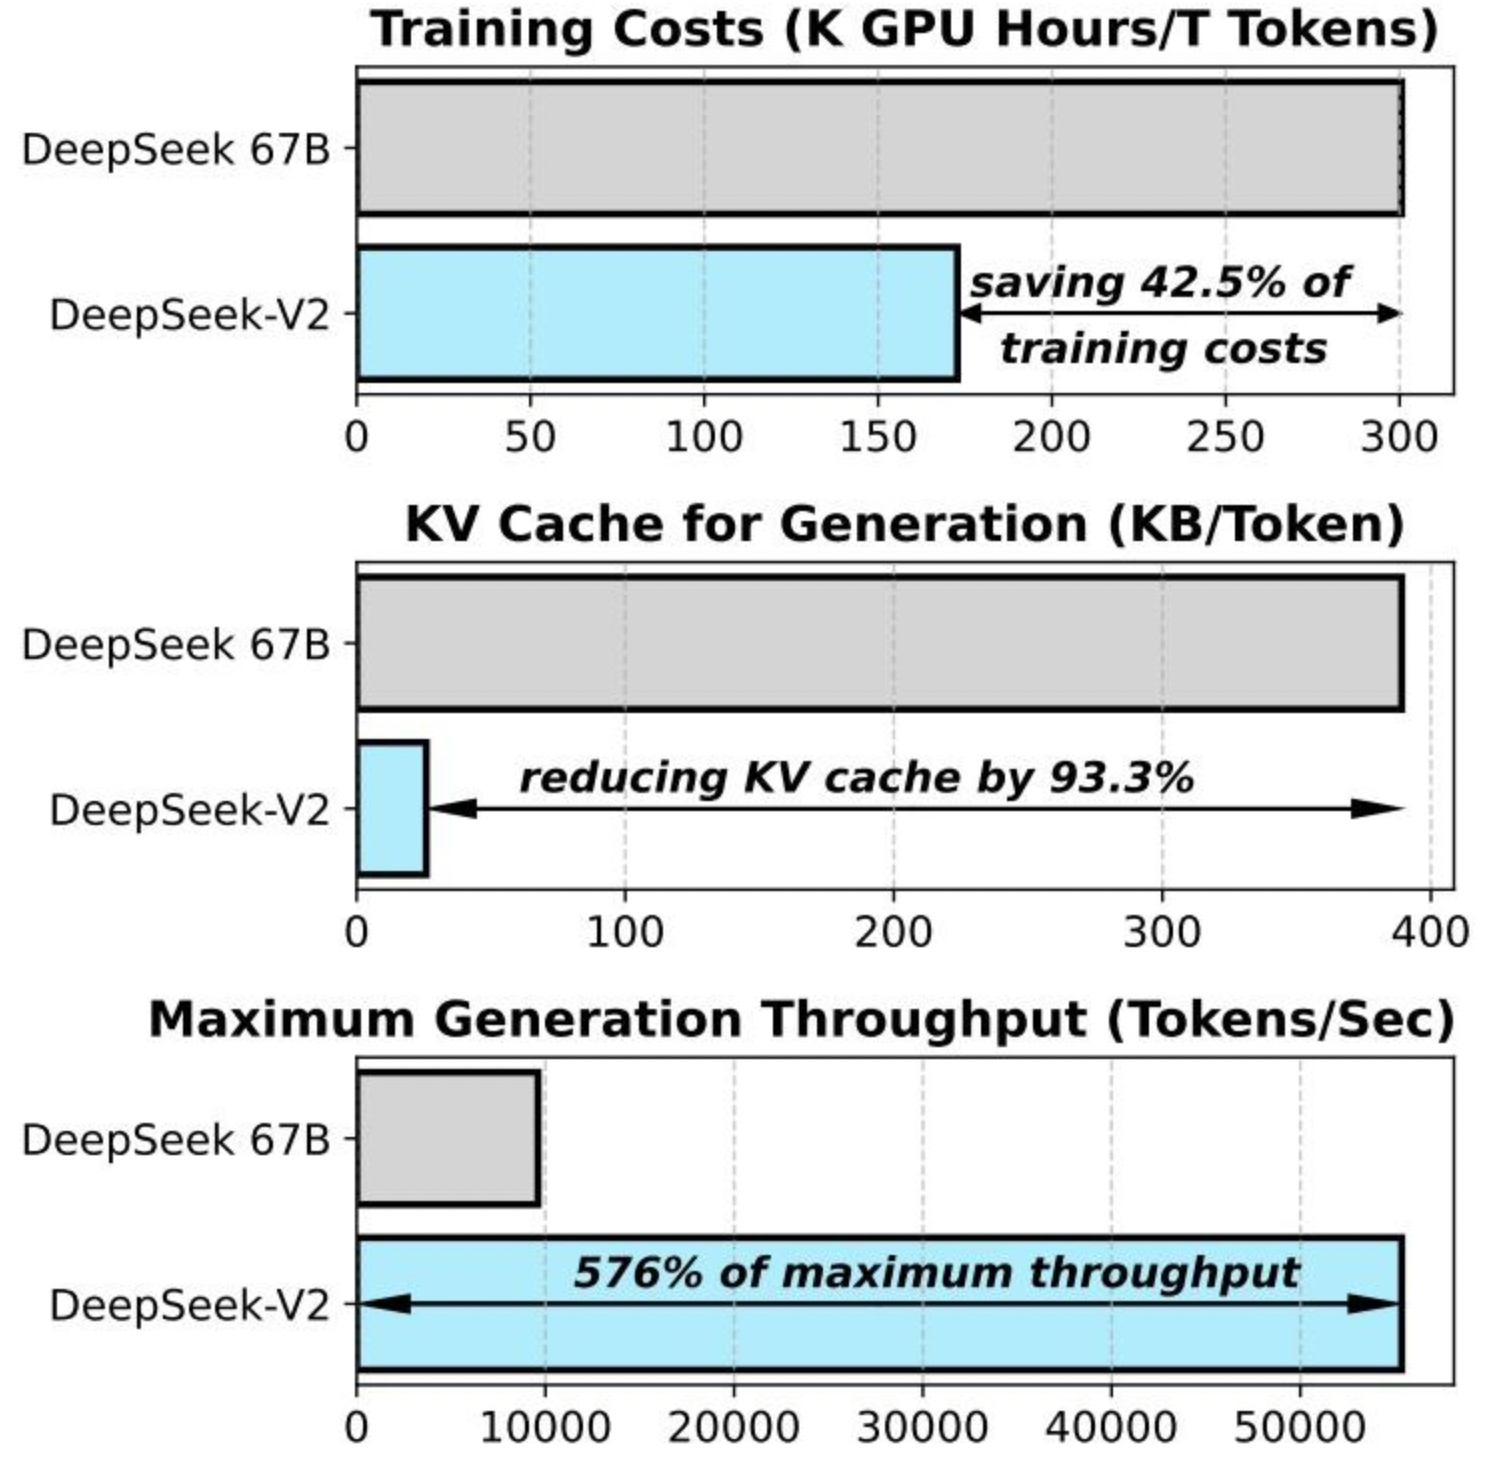 Training Costs (K GPU Hours/T Tokens)
DeepSeek 67B
DeepSeek-V2
saving 42.5% of
training costs
0 50 100 150 200 250 300
KV Cache for Generation (KB/Token)
DeepSeek 67B
reducing KV cache by 93.3%
DeepSeek-V2
0 100 200 300 400
Maximum Generation Throughput (Tokens/Sec)
DeepSeek 67B
576% of maximum throughput
DeepSeek-V2
0 10000 20000 30000 40000 50000